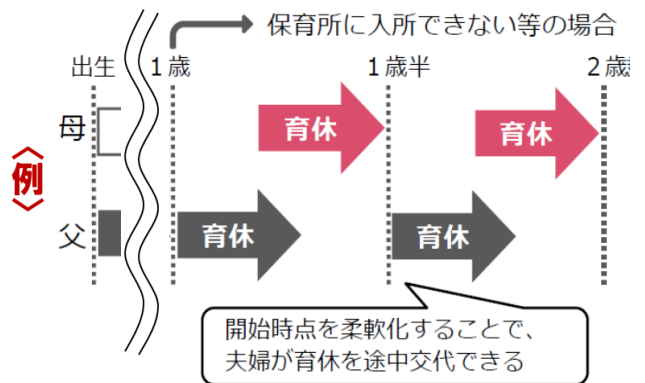 保育所に入所できない等の場合
出生
1歳
1歳半
2歳
母
育休
育休
〈例〉
父
育休
育休
開始時点を柔軟化することで、
夫婦が育休を途中交代できる